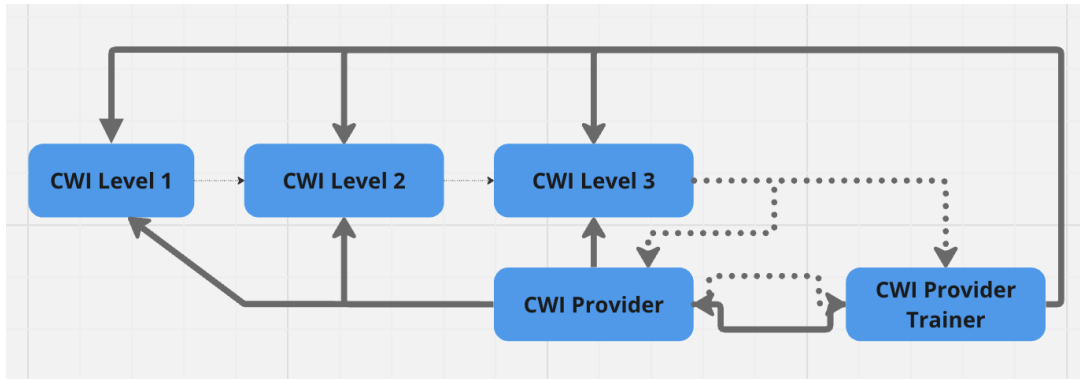 CWI Level 1
CWI Level 2
CWI Level 3
CWI Provider
CWI Provider
Trainer